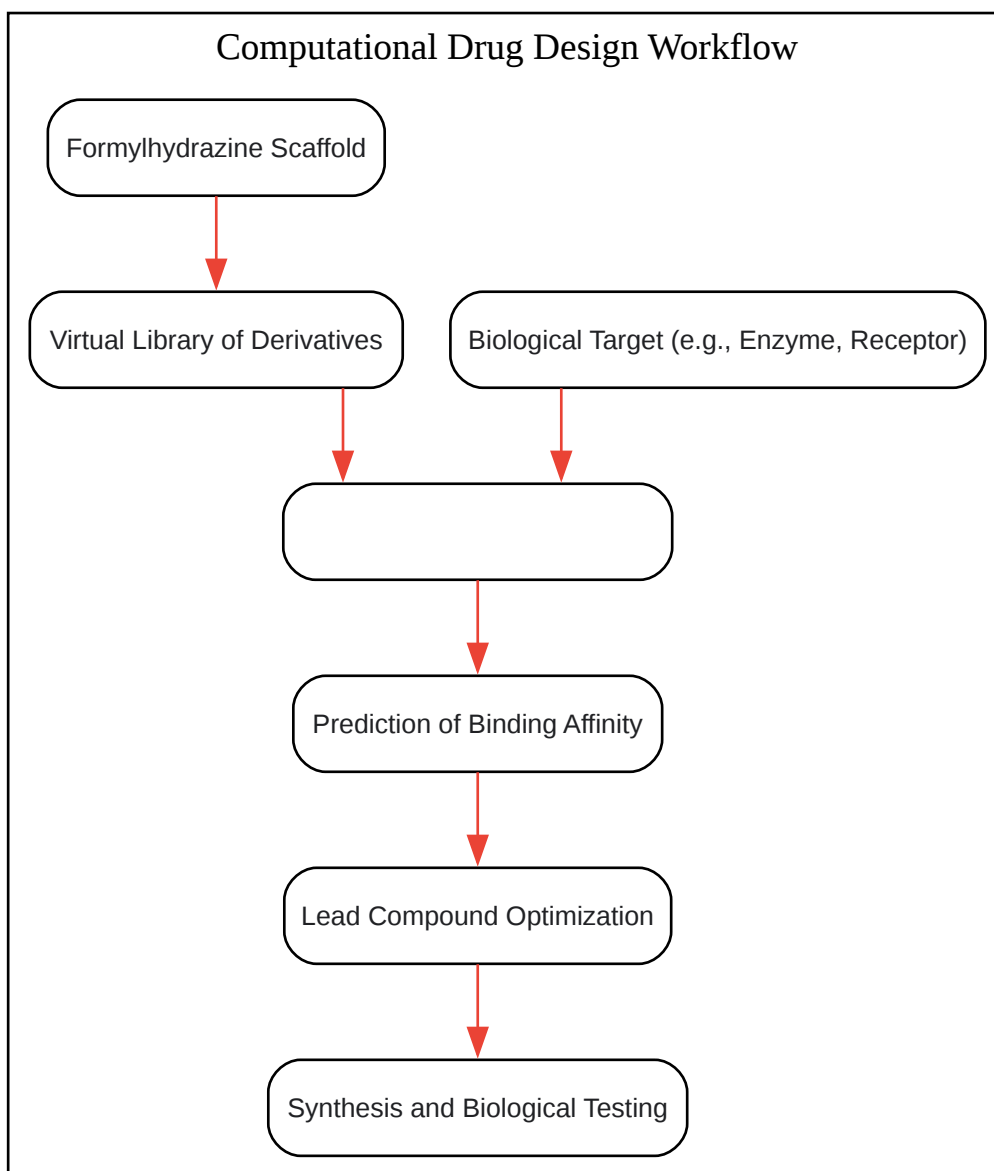 Computational Drug Design Workflow
Formylhydrazine Scaffold
Virtual Library of Derivatives
Biological Target (e.g., Enzyme, Receptor)
Prediction of Binding Affinity
Lead Compound Optimization
Synthesis and Biological Testing